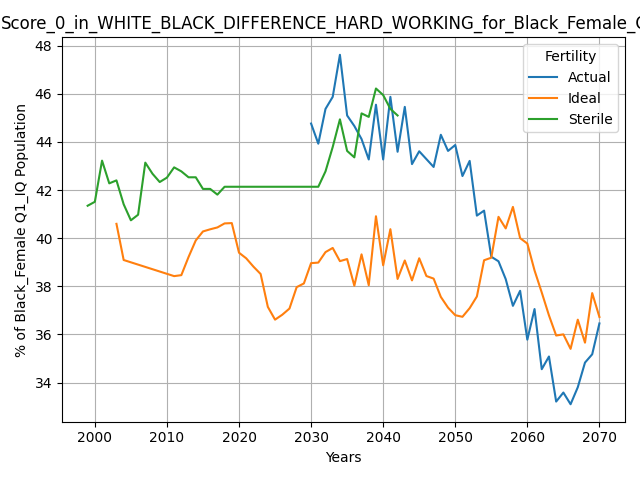 Score_0_in_WHITE_BLACK_DIFFERENCE_HARD_WORKING_for_Black_Female_
48
46
44
42
40
38
36
34
% of Black_Female Q1_IQ Population
Fertility
Actual
Ideal
Sterile
2000 2010 2020 2030 2040 2050 2060 2070
Years